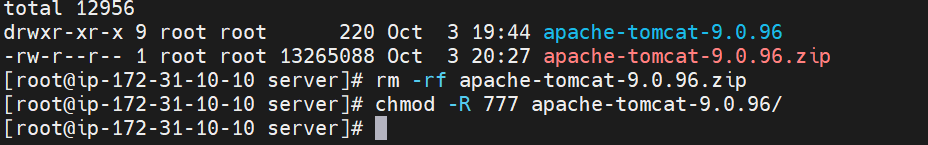 total 12956
drwxr-xr-x 9 root root      220 Oct  3 19:44 apache-tomcat-9.0.96
-rw-r--r-- 1 root root 13265088 Oct  3 20:27 apache-tomcat-9.0.96.zip
[root@ip-172-31-10-10 server]# rm -rf apache-tomcat-9.0.96.zip
[root@ip-172-31-10-10 server]# chmod -R 777 apache-tomcat-9.0.96/
[root@ip-172-31-10-10 server]#